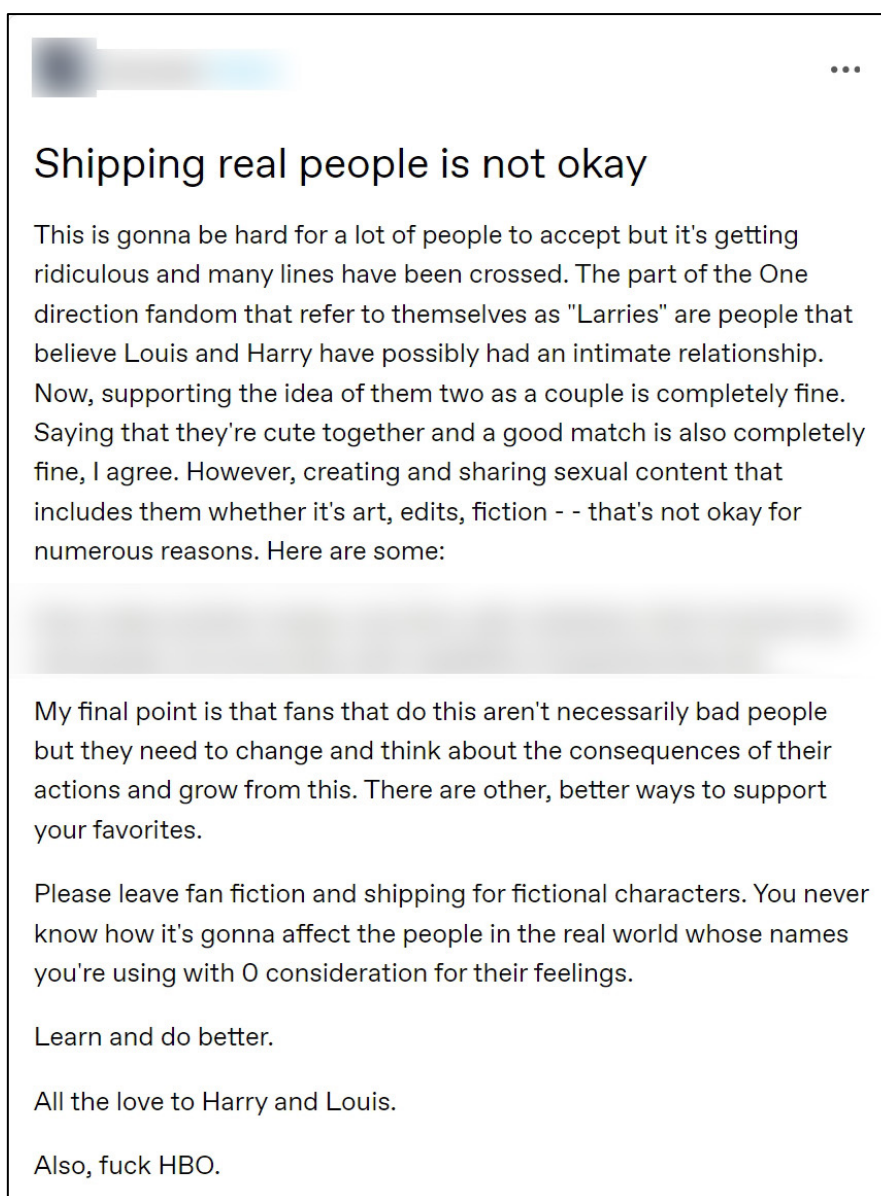 Shipping real people is not okay
This is gonna be hard for a lot of people to accept but it's getting
ridiculous and many lines have been crossed. The part of the One
direction fandom that refer to themselves as "Larries" are people that
believe Louis and Harry have possibly had an intimate relationship.
Now, supporting the idea of them two as a couple is completely fine.
Saying that they're cute together and a good match is also completely
fine, I agree. However, creating and sharing sexual content that
includes them whether it's art, edits, fiction - - that's not okay for
numerous reasons. Here are some:
My final point is that fans that do this aren't necessarily bad people
but they need to change and think about the consequences of their
actions and grow from this. There are other, better ways to support
your favorites.
Please leave fan fiction and shipping for fictional characters. You never
know how it's gonna affect the people in the real world whose names
you're using with 0 consideration for their feelings.
Learn and do better.
All the love to Harry and Louis.
Also, fuck HBO.